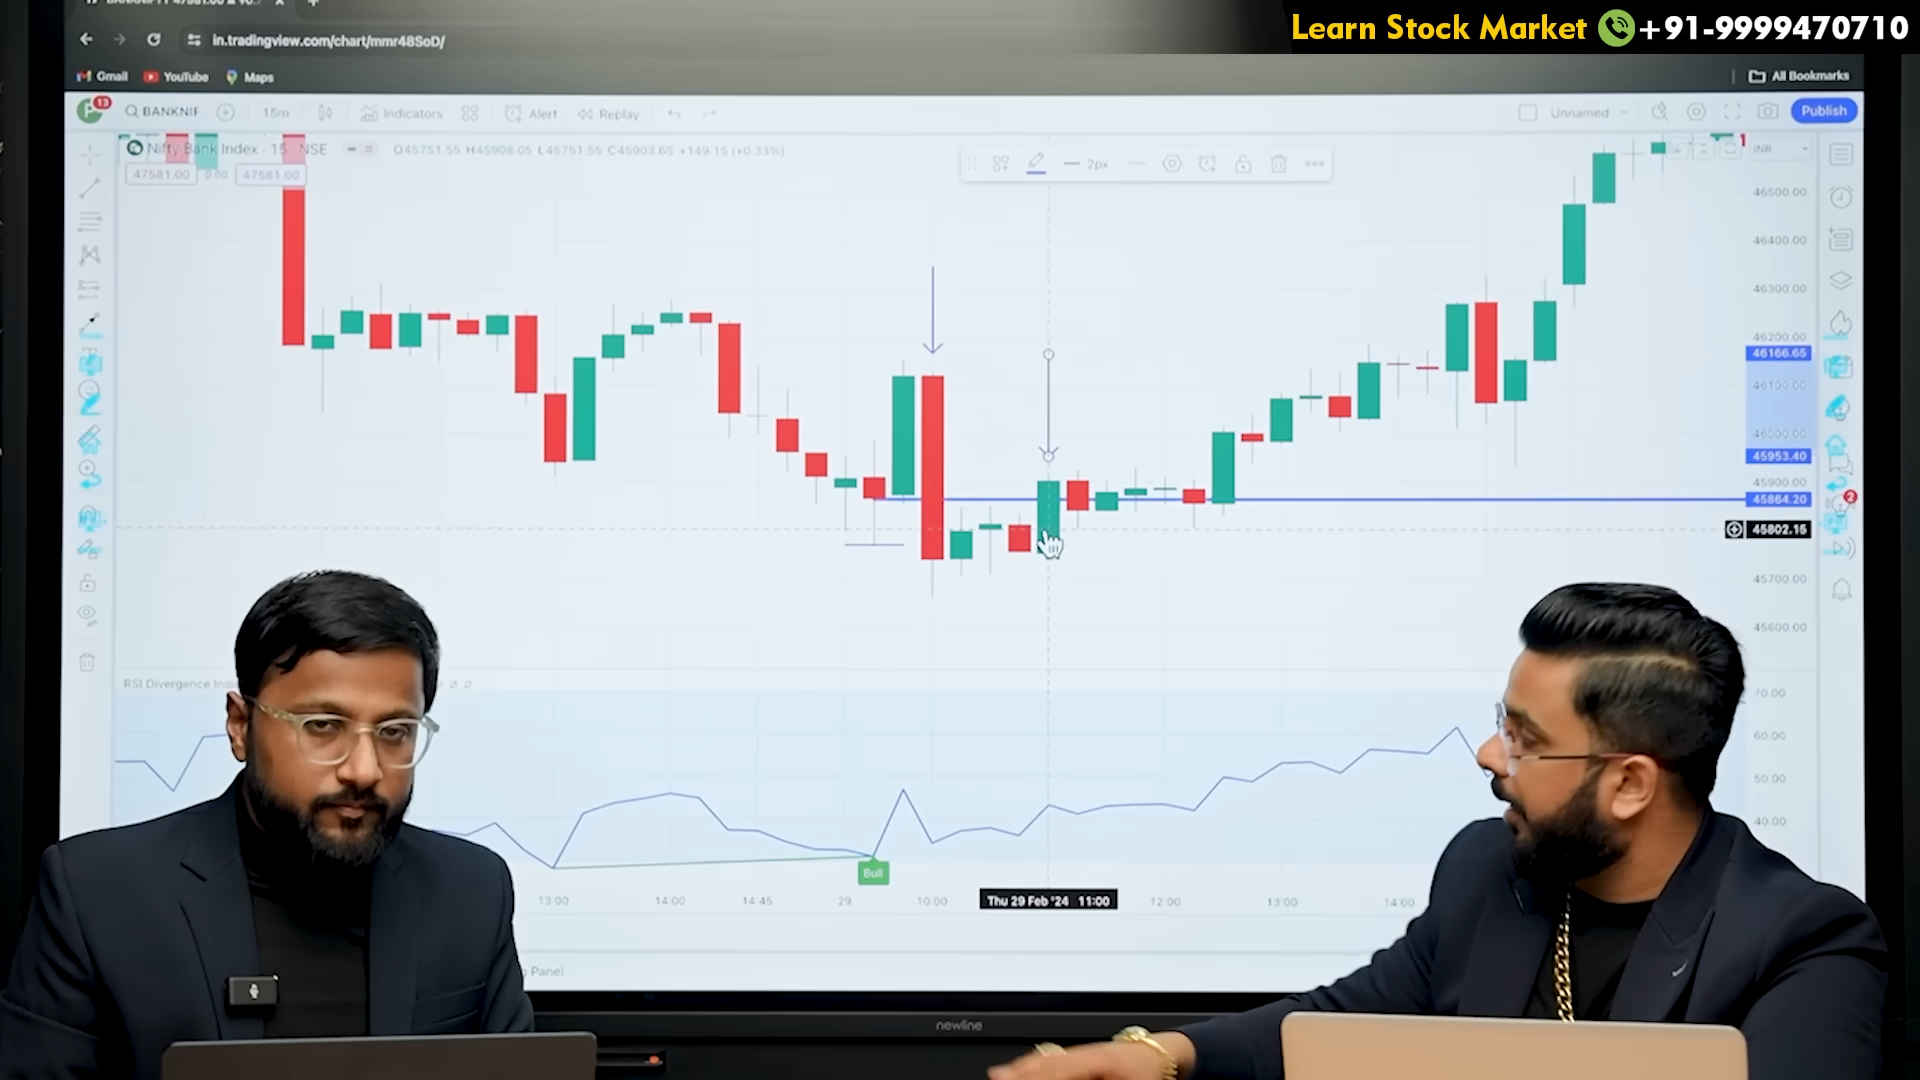 Learn Stock Market +91-9999470710
in.tradingview.com/chart/mmr48SoD/
Gmail YouTube Maps All Bookmarks
13
BANKNIF 15m Indicators Alert Replay Unnamed Publish
Nifty Bank Index · 15 NSE O45751.55 H45908.05 L45751.55 C45903.65 +149.15 (+0.33%)
47581.00 0.00 47581.00
2px
INR
1
46500.00
46400.00
46300.00
46200.00
46166.65
46100.00
46000.00
45953.40
45900.00
45864.20
2
45802.15
45700.00
45600.00
RSI Divergence
70.00
60.00
50.00
40.00
Bull
13:00 14:00 14:45 29 10:00 Thu 29 Feb '24 11:00 12:00 13:00 14:00
Panel
newline